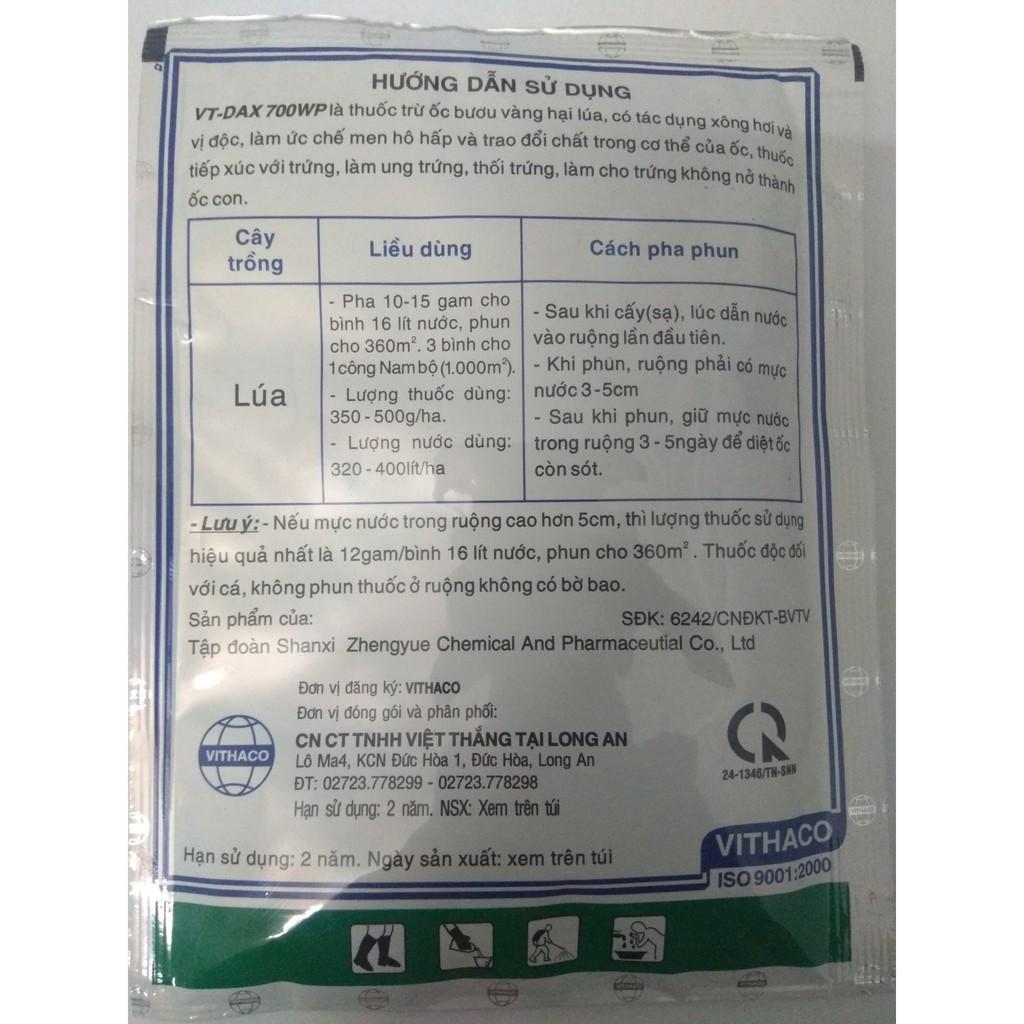 HƯỚNG DẪN SỬ DỤNG
VT-DAX 700WP là thuốc trừ ốc bươu vàng hại lúa, có tác dụng xông hơi và
vị độc, làm ức chế men hô hấp và trao đổi chất trong cơ thể của ốc, thuốc
tiếp xúc với trứng, làm ung trứng, thối trứng, làm cho trứng không nở thành
ốc con.
Cây
trồng
Liều dùng
Cách pha phun
Lúa
- Pha 10-15 gam cho
bình 16 lít nước, phun
cho 360m². 3 bình cho
1công Nam bộ (1.000m²).
- Lượng thuốc dùng:
350 - 500g/ha.
- Lượng nước dùng:
320 - 400lít/ha
- Sau khi cấy(sạ), lúc dẫn nước
vào ruộng lần đầu tiên.
- Khi phun, ruộng phải có mực
nước 3-5cm
- Sau khi phun, giữ mực nước
trong ruộng 3 - 5ngày để diệt ốc
còn sót.
- Lưu ý: - Nếu mực nước trong ruộng cao hơn 5cm, thì lượng thuốc sử dụng
hiệu quả nhất là 12gam/bình 16 lít nước, phun cho 360m². Thuốc độc đối
với cá, không phun thuốc ở ruộng không có bờ bao.
Sản phẩm của: SĐK: 6242/CNĐKT-BVTV
Tập đoàn Shanxi Zhengyue Chemical And Pharmaceutial Co., Ltd
Đơn vị đăng ký: VITHACO
Đơn vị đóng gói và phân phối:
CN CT TNHH VIỆT THẮNG TẠI LONG AN
Lô Ma4, KCN Đức Hòa 1, Đức Hòa, Long An
ĐT: 02723.778299 - 02723.778298
Hạn sử dụng: 2 năm. NSX: Xem trên túi
VITHACO
24-1346/TN-SNN
Hạn sử dụng: 2 năm. Ngày sản xuất: xem trên túi
VITHACO
ISO 9001:2000